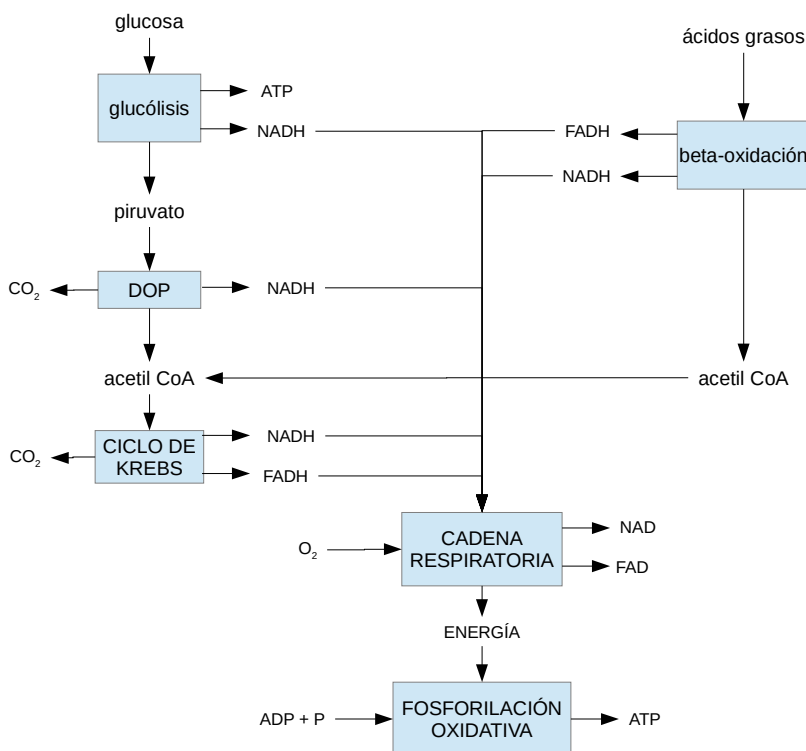 glucosa
ácidos grasos
glucólisis
ATP
NADH
FADH
beta-oxidación
NADH
piruvato
CO2
DOP
NADH
acetil CoA
acetil CoA
CO2
CICLO DE
KREBS
NADH
FADH
O2
CADENA
RESPIRATORIA
NAD
FAD
ENERGÍA
ADP + P
FOSFORILACIÓN
OXIDATIVA
ATP